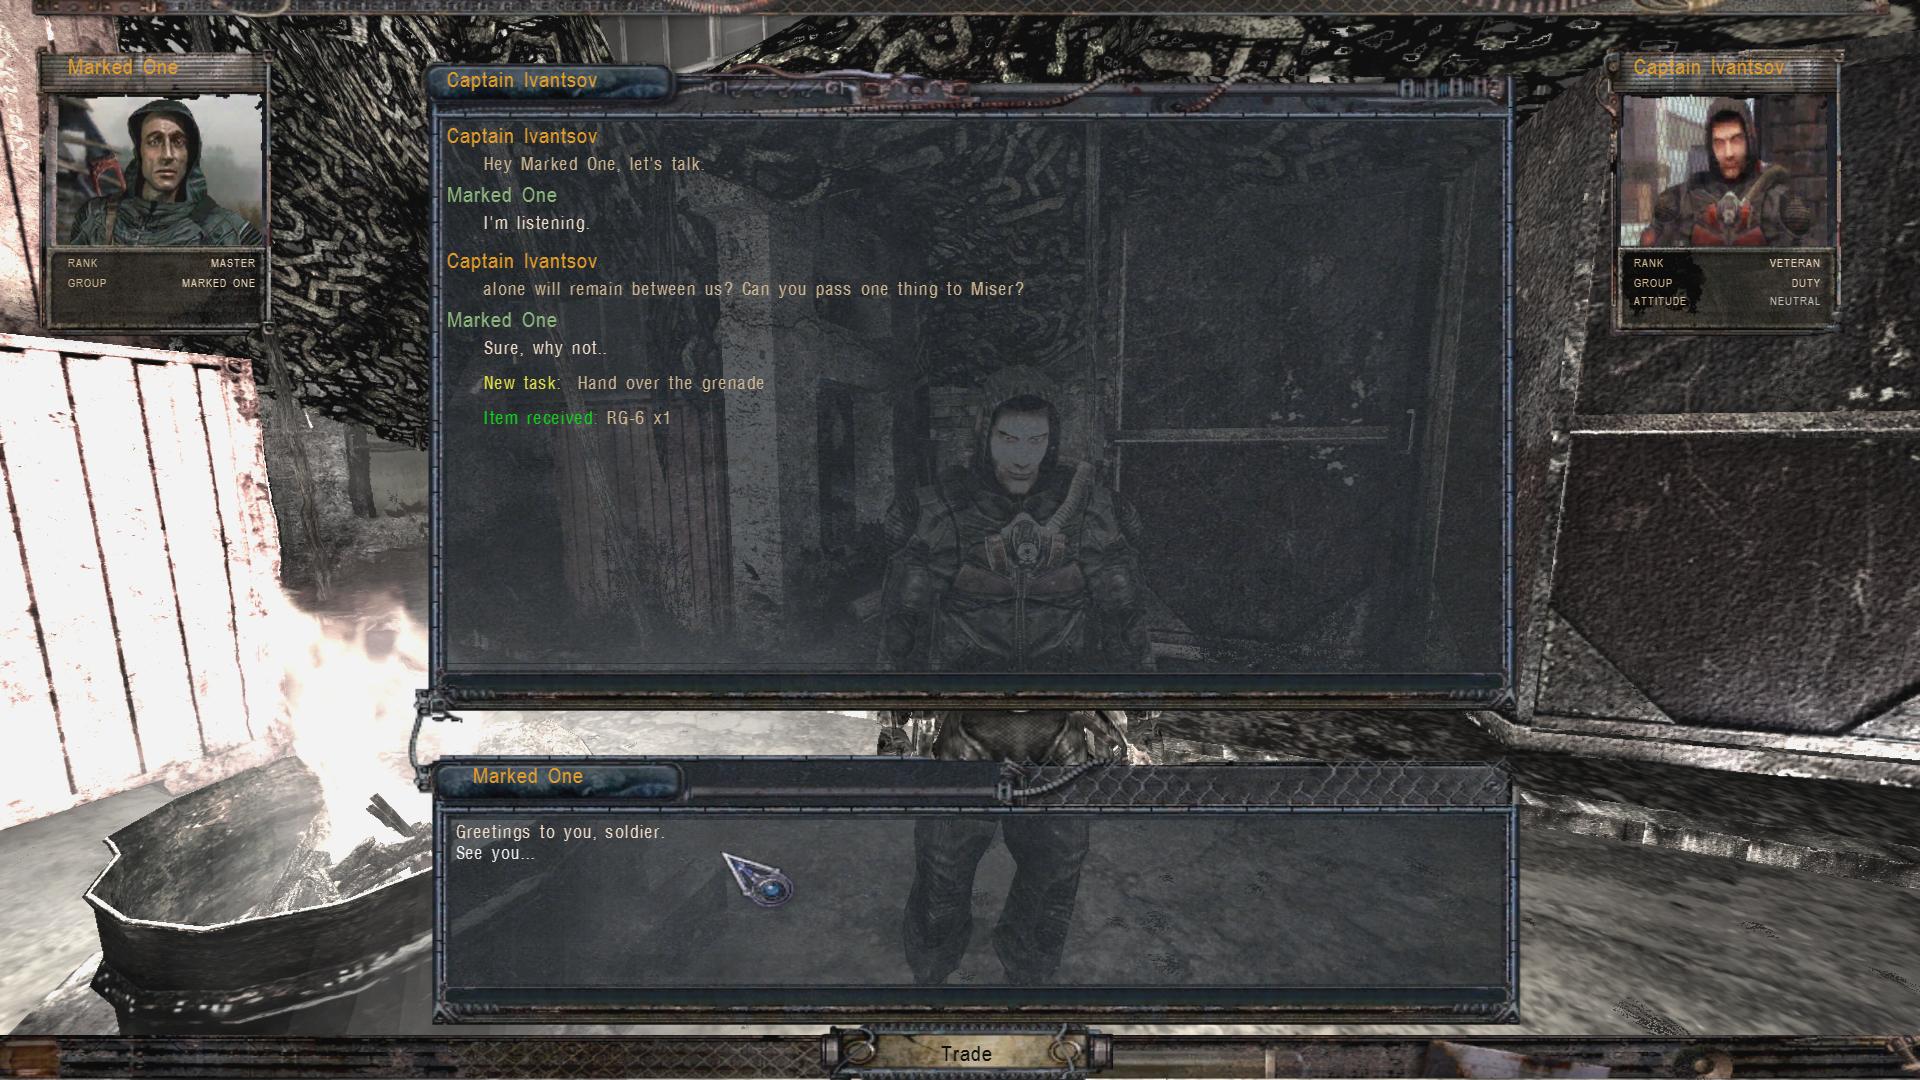 Marked One
RANK MASTER
GROUP MARKED ONE
Captain Ivantsov
Captain Ivantsov
Hey Marked One, let's talk.
Marked One
I'm listening.
Captain Ivantsov
alone will remain between us? Can you pass one thing to Miser?
Marked One
Sure, why not..
New task: Hand over the grenade
Item received: RG-6 x1
Captain Ivantsov
RANK VETERAN
GROUP DUTY
ATTITUDE NEUTRAL
Marked One
Greetings to you, soldier.
See you...
Trade